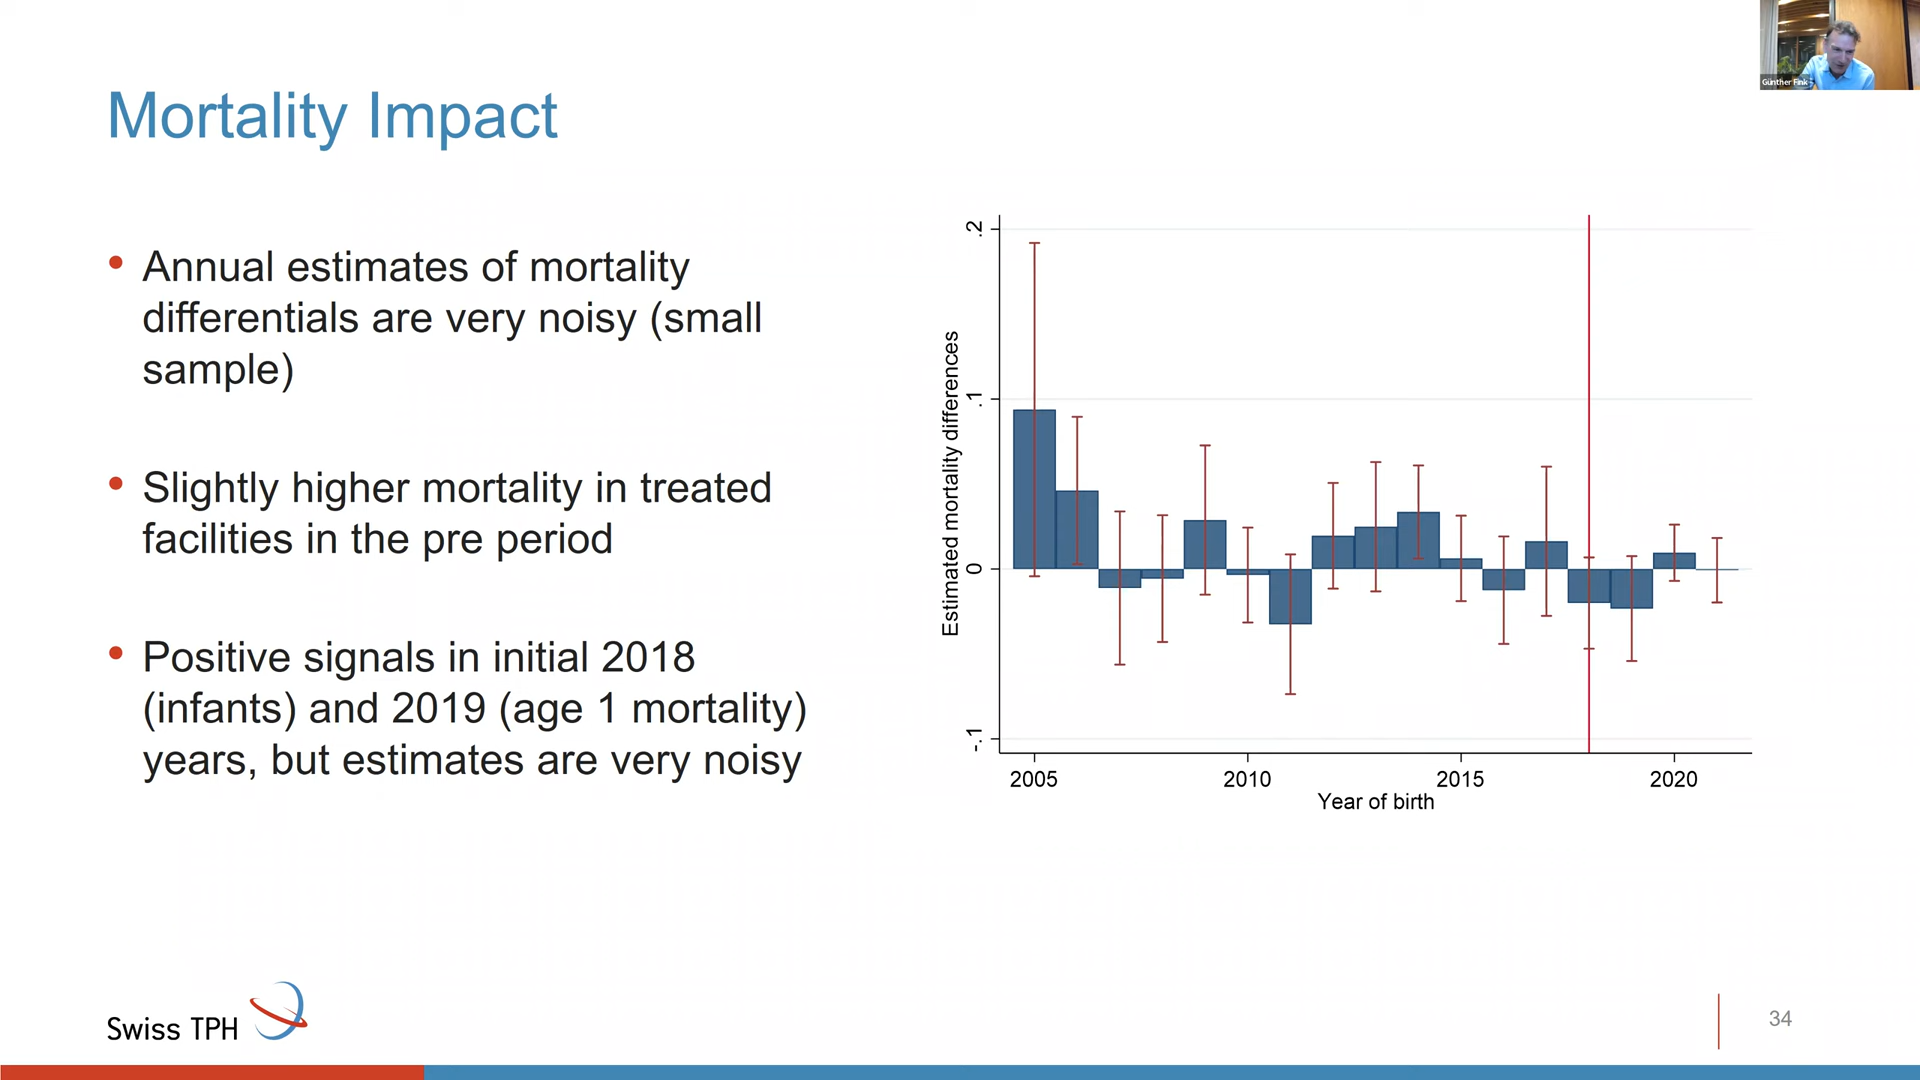 Günther Fink
Mortality Impact
• Annual estimates of mortality
differentials are very noisy (small
sample)
• Slightly higher mortality in treated
facilities in the pre period
• Positive signals in initial 2018
(infants) and 2019 (age 1 mortality)
years, but estimates are very noisy
Estimated mortality differences
.2
.1
0
-.1
2005 2010 2015 2020
Year of birth
Swiss TPH
34